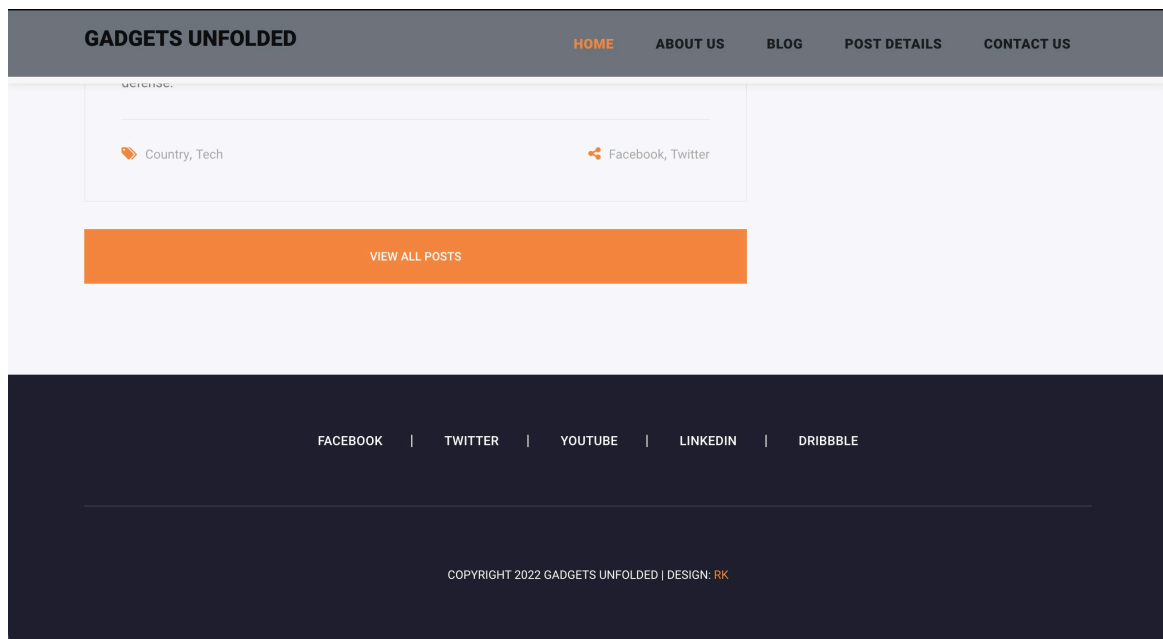 GADGETS UNFOLDED
HOME ABOUT US BLOG POST DETAILS CONTACT US
defense.
Country, Tech
Facebook, Twitter
VIEW ALL POSTS
FACEBOOK | TWITTER | YOUTUBE | LINKEDIN | DRIBBBLE
COPYRIGHT 2022 GADGETS UNFOLDED | DESIGN: RK